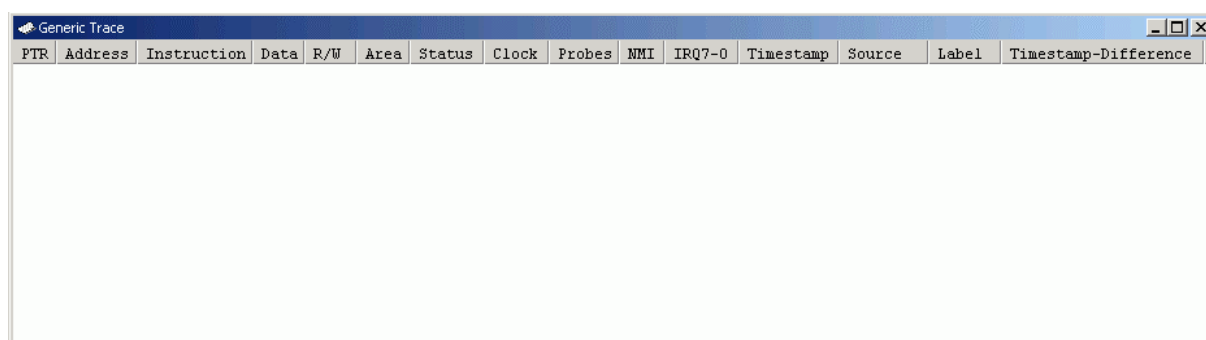 Generic Trace
PTR Address Instruction Data R/W Area Status Clock Probes NMI IRQ7-0 Timestamp Source Label Timestamp-Difference